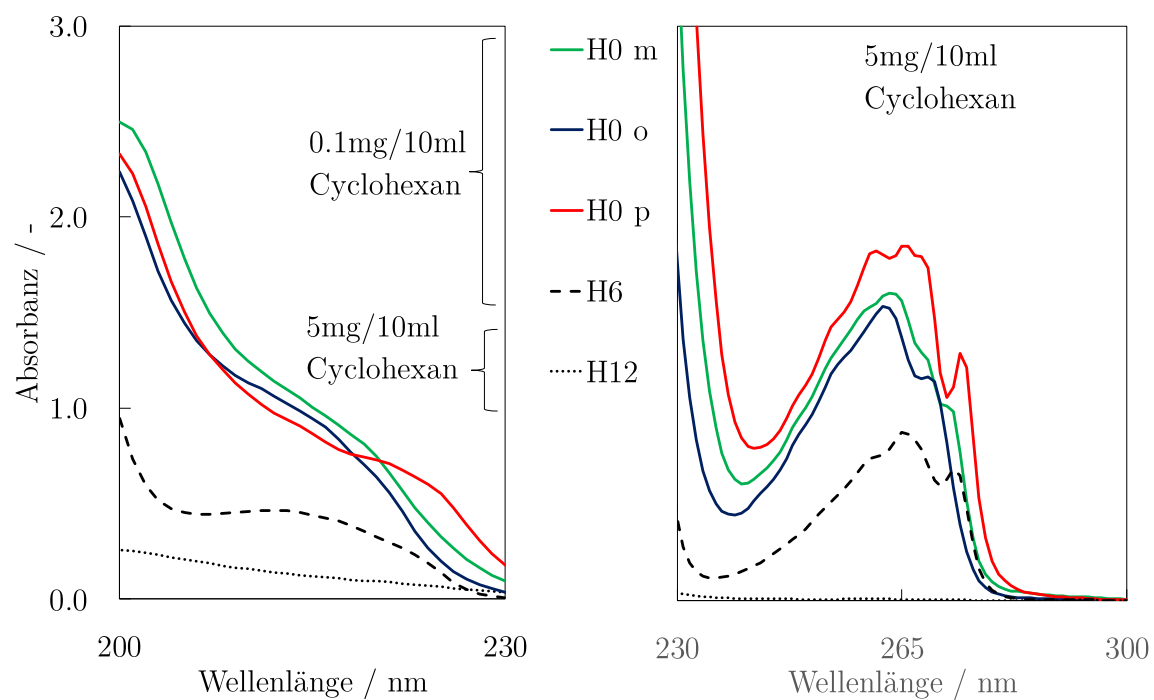 3.0
2.0
1.0
0.0
Absorbanz / -
0.1mg/10ml
Cyclohexan
5mg/10ml
Cyclohexan
200
230
Wellenlänge / nm
H0 m
H0 o
H0 p
H6
H12
5mg/10ml
Cyclohexan
230
265
300
Wellenlänge / nm